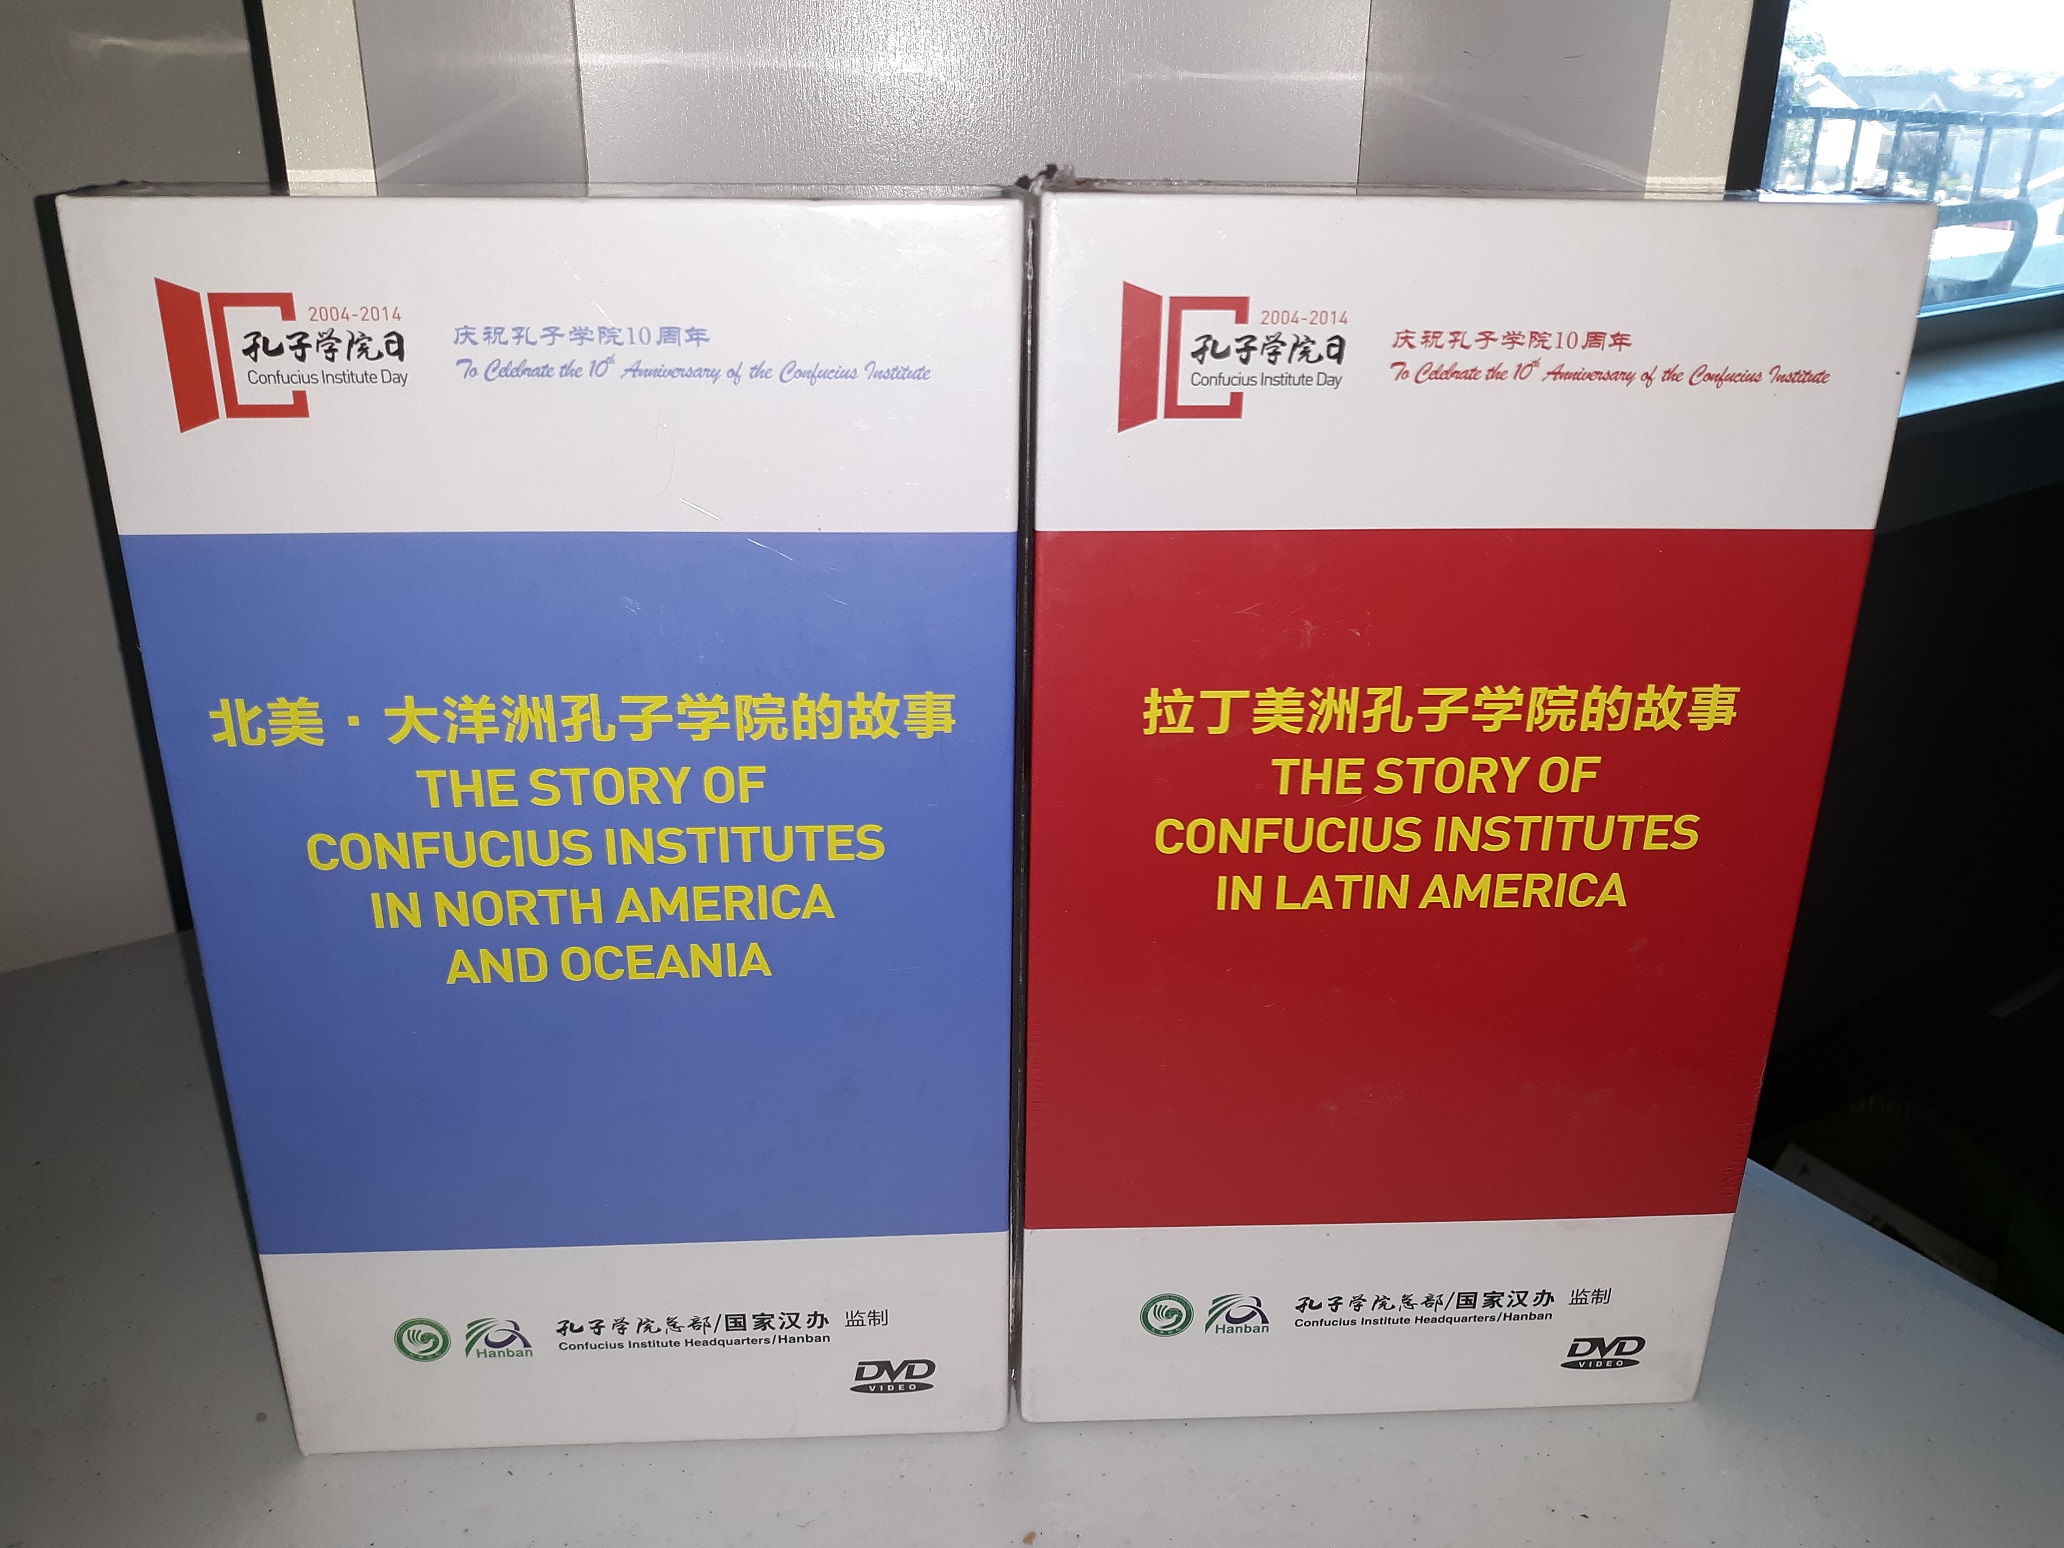 2004-2014
孔子学院日
Confucius Institute Day
庆祝孔子学院10周年
To Celebrate the 10th Anniversary of the Confucius Institute
北美·大洋洲孔子学院的故事
THE STORY OF
CONFUCIUS INSTITUTES
IN NORTH AMERICA
AND OCEANIA
Hanban
孔子学院总部/国家汉办 监制
Confucius Institute Headquarters/Hanban
DVD
VIDEO
2004-2014
孔子学院日
Confucius Institute Day
庆祝孔子学院10周年
To Celebrate the 10th Anniversary of the Confucius Institute
拉丁美洲孔子学院的故事
THE STORY OF
CONFUCIUS INSTITUTES
IN LATIN AMERICA
Hanban
孔子学院总部/国家汉办 监制
Confucius Institute Headquarters/Hanban
DVD
VIDEO